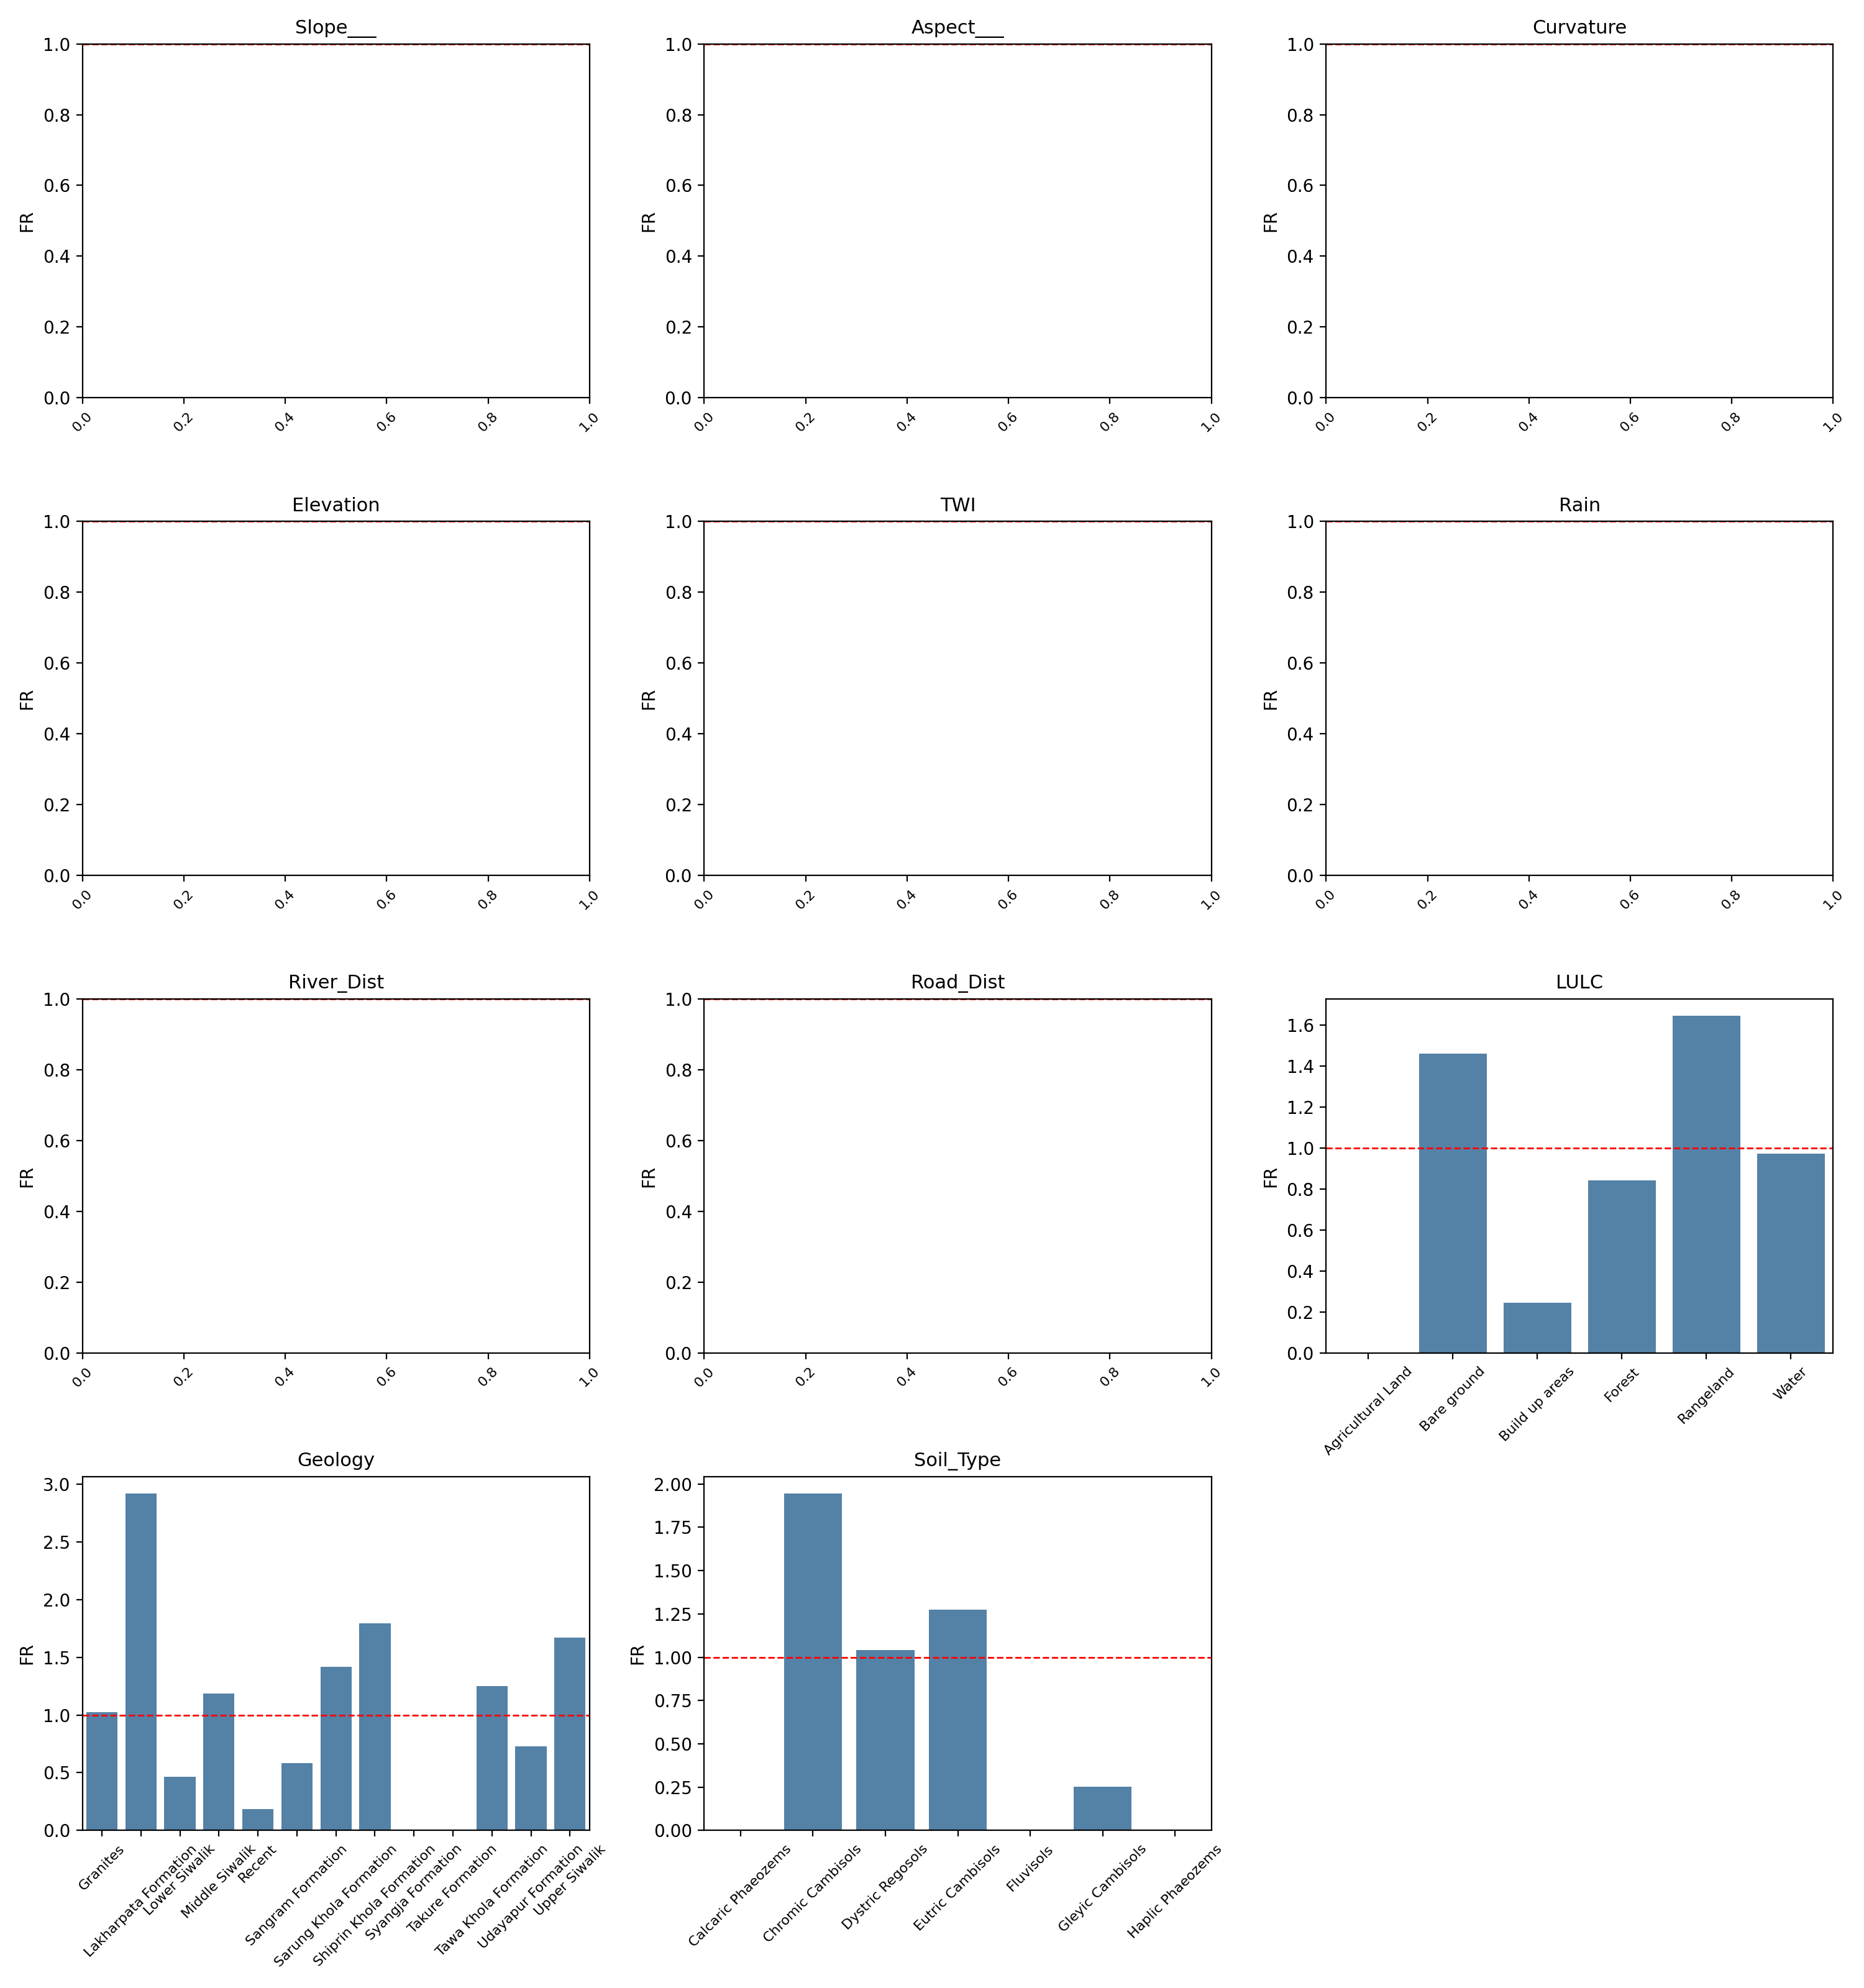 Slope___
1.0
0.8
0.6
0.4
0.2
0.0
FR
0.0 0.2 0.4 0.6 0.8 1.0
Aspect___
1.0
0.8
0.6
0.4
0.2
0.0
FR
0.0 0.2 0.4 0.6 0.8 1.0
Curvature
1.0
0.8
0.6
0.4
0.2
0.0
FR
0.0 0.2 0.4 0.6 0.8 1.0
Elevation
1.0
0.8
0.6
0.4
0.2
0.0
FR
0.0 0.2 0.4 0.6 0.8 1.0
TWI
1.0
0.8
0.6
0.4
0.2
0.0
FR
0.0 0.2 0.4 0.6 0.8 1.0
Rain
1.0
0.8
0.6
0.4
0.2
0.0
FR
0.0 0.2 0.4 0.6 0.8 1.0
River_Dist
1.0
0.8
0.6
0.4
0.2
0.0
FR
0.0 0.2 0.4 0.6 0.8 1.0
Road_Dist
1.0
0.8
0.6
0.4
0.2
0.0
FR
0.0 0.2 0.4 0.6 0.8 1.0
LULC
1.6
1.4
1.2
1.0
0.8
0.6
0.4
0.2
0.0
FR
Agricultural Land
Bare ground
Build up areas
Forest
Rangeland
Water
Geology
3.0
2.5
2.0
1.5
1.0
0.5
0.0
FR
Granites
Lakharpata Formation
Lower Siwalik
Middle Siwalik
Recent
Sangram Formation
Sarung Khola Formation
Shiprin Khola Formation
Syangja Formation
Takure Formation
Tawa Khola Formation
Udayapur Formation
Upper Siwalik
Soil_Type
2.00
1.75
1.50
1.25
1.00
0.75
0.50
0.25
0.00
FR
Calcaric Phaeozems
Chromic Cambisols
Dystric Regosols
Eutric Cambisols
Fluvisols
Gleyic Cambisols
Haplic Phaeozems